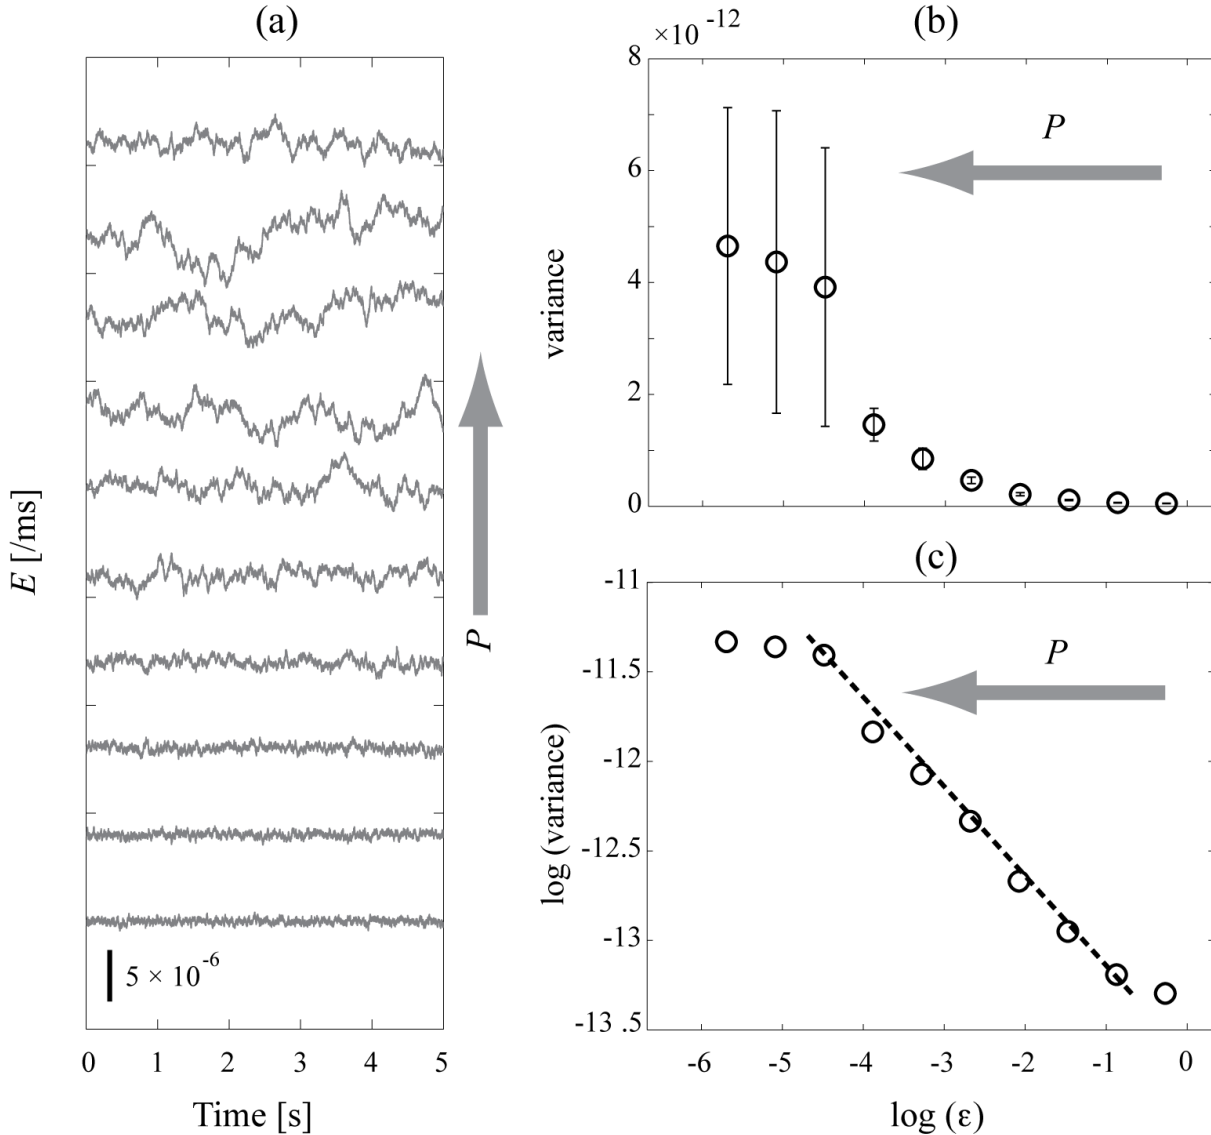 (a)
E [/ms]
P
5 × 10-6
0 1 2 3 4 5
Time [s]
(b)
×10 -12
8
6
4
2
0
variance
P
(c)
-11
-11.5
-12
-12.5
-13
-13.5
log (variance)
P
-6 -5 -4 -3 -2 -1 0
log (ε)